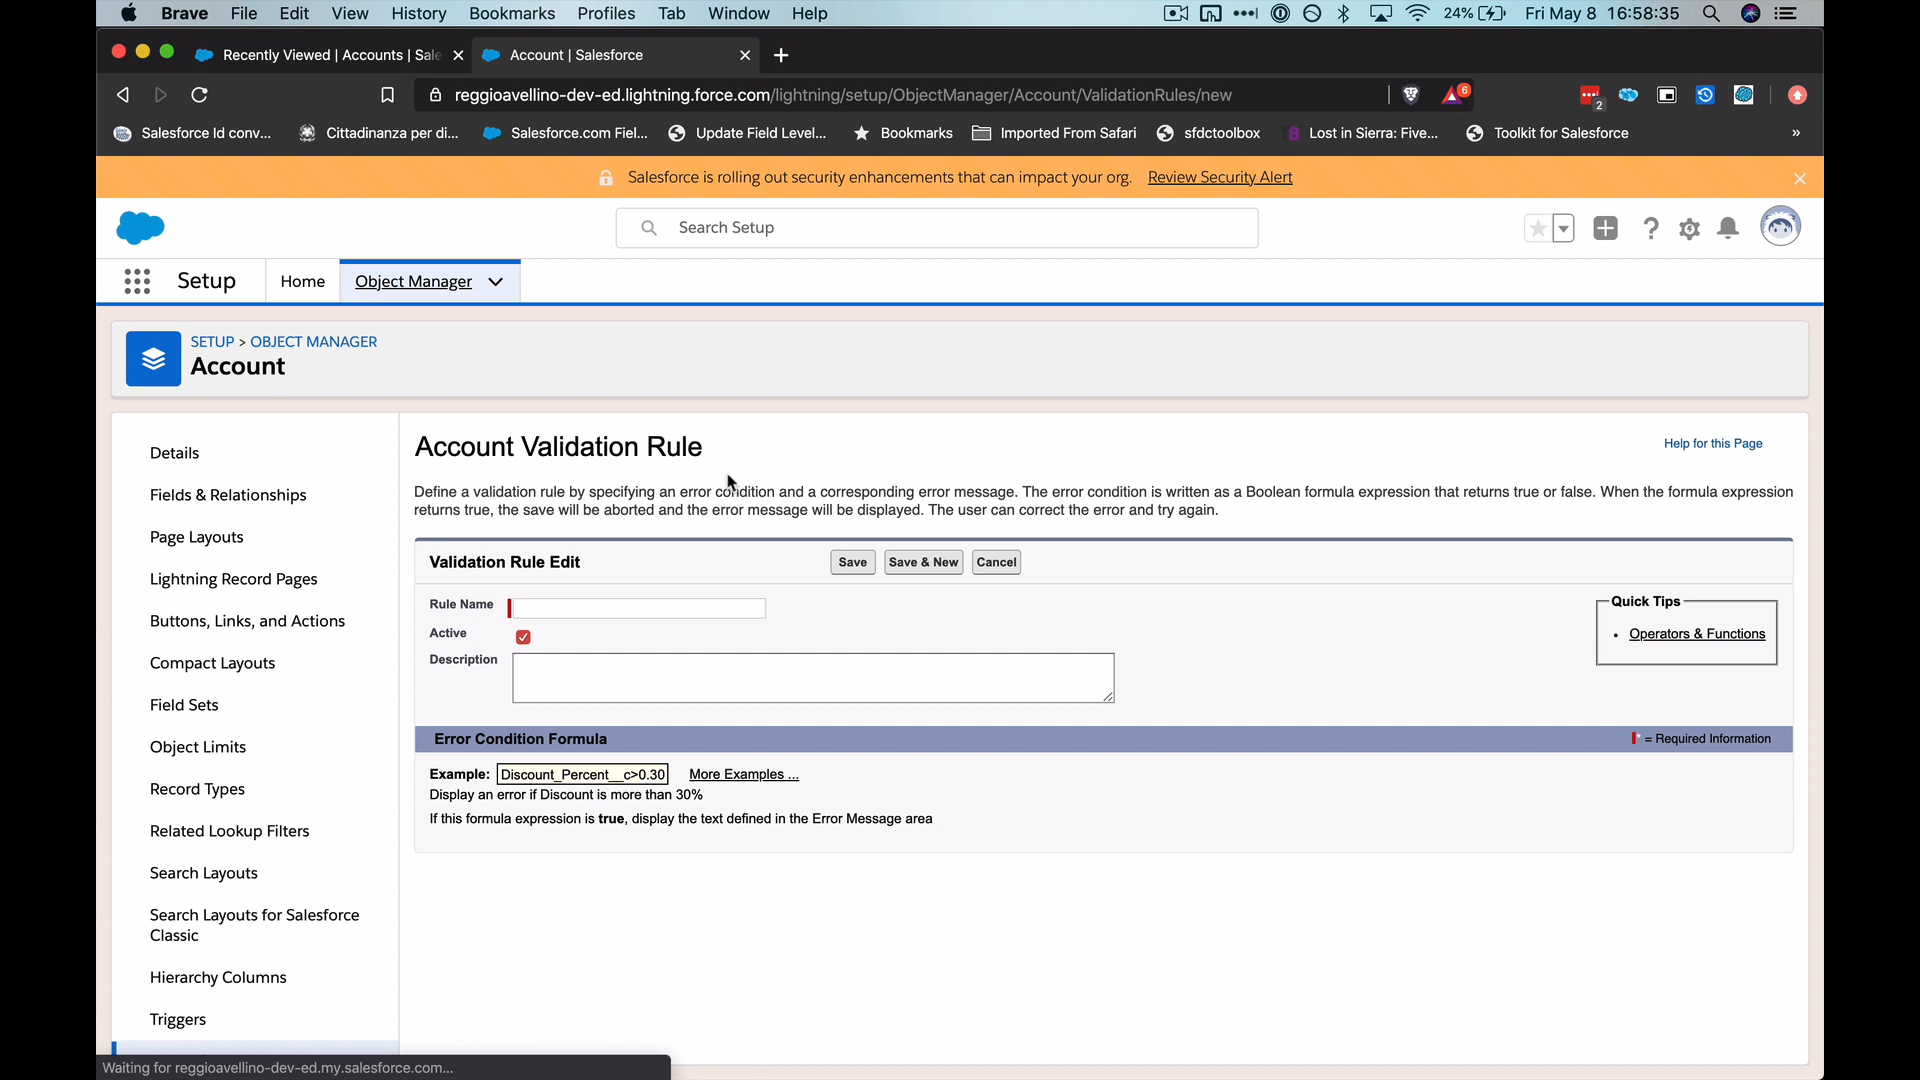 Brave File Edit View History Bookmarks Profiles Tab Window Help 24% Fri May 8 16:58:35
Recently Viewed | Accounts | Sale Account | Salesforce
reggioavellino-dev-ed.lightning.force.com/lightning/setup/ObjectManager/Account/ValidationRules/new 6 2
Salesforce Id conv... Cittadinanza per di... Salesforce.com Fiel... Update Field Level... Bookmarks Imported From Safari sfdctoolbox Lost in Sierra: Five... Toolkit for Salesforce »
Salesforce is rolling out security enhancements that can impact your org. Review Security Alert
Search Setup
Setup Home Object Manager
SETUP > OBJECT MANAGER
Account
Details
Fields & Relationships
Page Layouts
Lightning Record Pages
Buttons, Links, and Actions
Compact Layouts
Field Sets
Object Limits
Record Types
Related Lookup Filters
Search Layouts
Search Layouts for Salesforce
Classic
Hierarchy Columns
Triggers
Account Validation Rule
Help for this Page
Define a validation rule by specifying an error condition and a corresponding error message. The error condition is written as a Boolean formula expression that returns true or false. When the formula expression
returns true, the save will be aborted and the error message will be displayed. The user can correct the error and try again.
Validation Rule Edit Save Save & New Cancel
Rule Name
Active
Description
Quick Tips
• Operators & Functions
Error Condition Formula = Required Information
Example: Discount_Percent__c>0.30 More Examples ...
Display an error if Discount is more than 30%
If this formula expression is true, display the text defined in the Error Message area
Waiting for reggioavellino-dev-ed.my.salesforce.com...